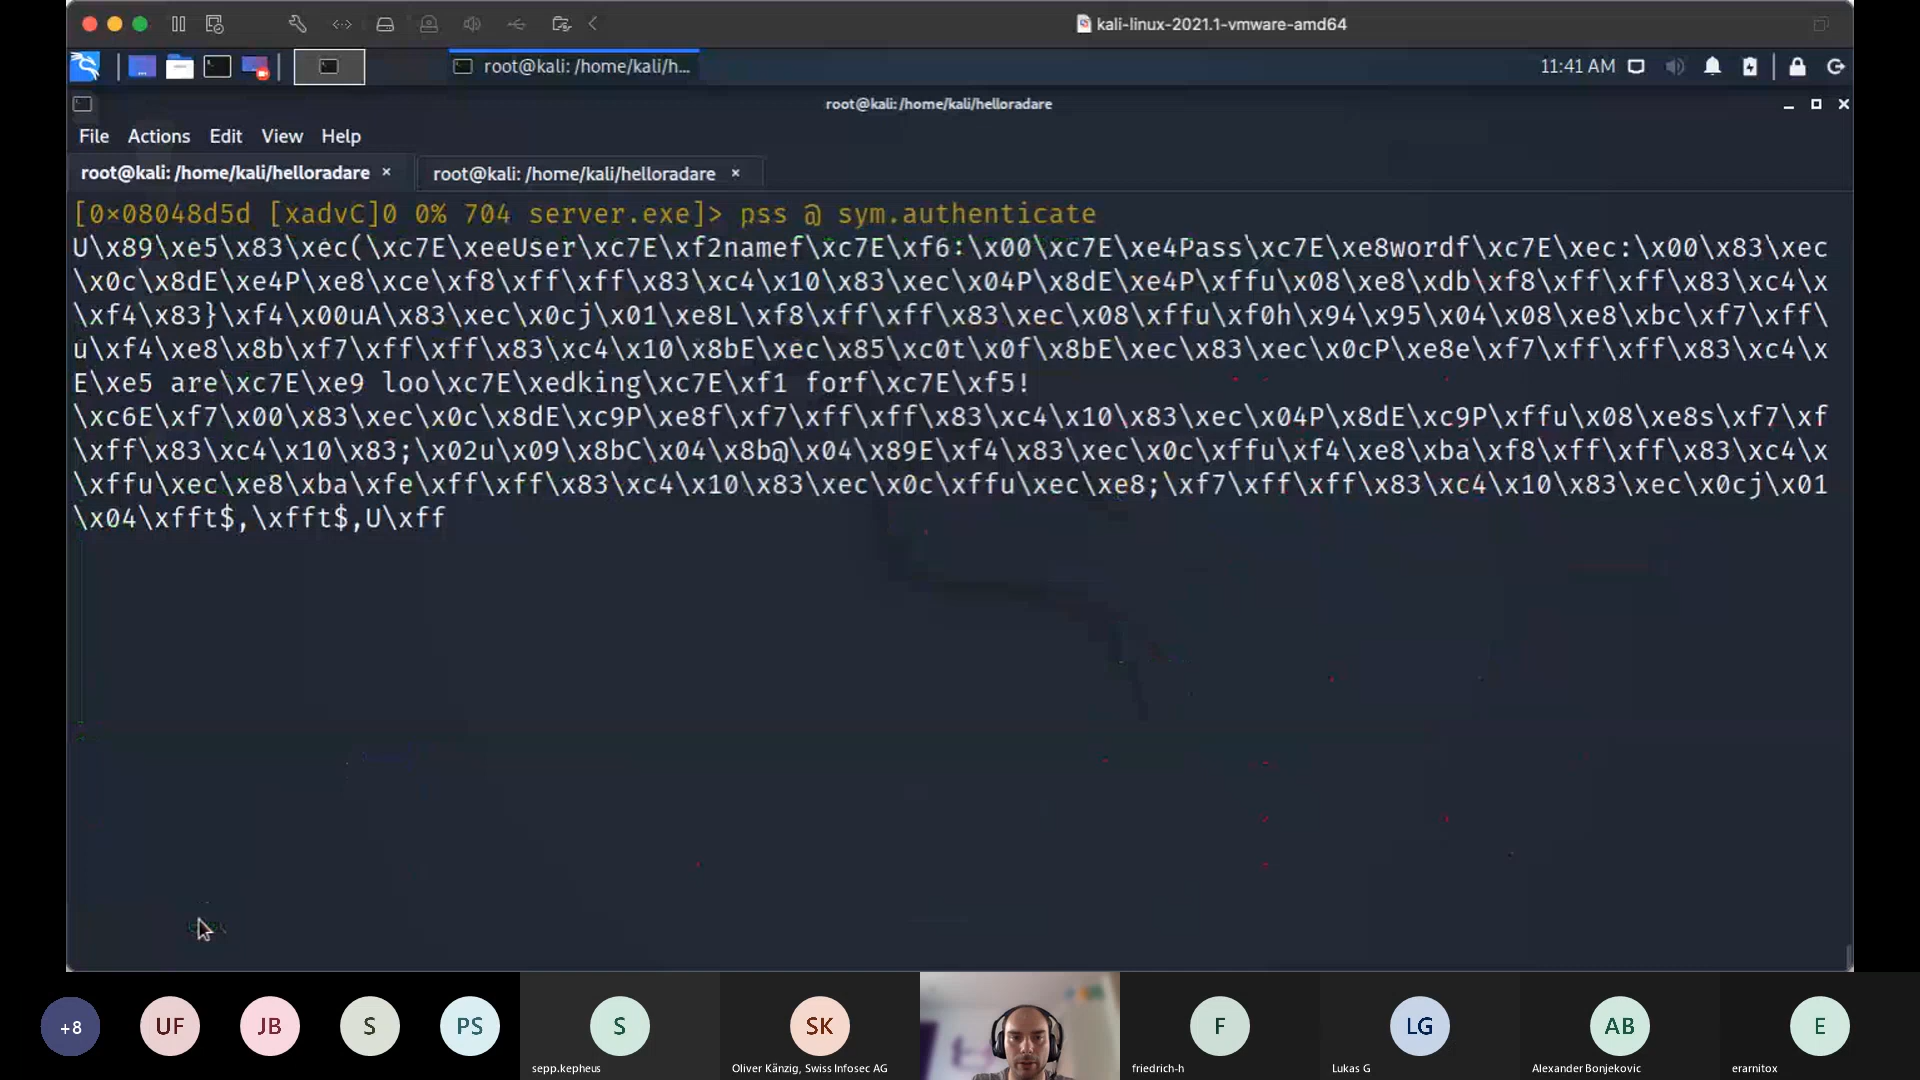 kali-linux-2021.1-vmware-amd64
root@kali: /home/kali/h...
11:41 AM
root@kali: /home/kali/helloradare
File Actions Edit View Help
root@kali: /home/kali/helloradare × root@kali: /home/kali/helloradare ×
[0×08048d5d [xadvC]0 0% 704 server.exe]> pss @ sym.authenticate
U\x89\xe5\x83\xec(\xc7E\xeeUser\xc7E\xf2namef\xc7E\xf6:\x00\xc7E\xe4Pass\xc7E\xe8wordf\xc7E\xec:\x00\x83\xec
\x0c\x8dE\xe4P\xe8\xce\xf8\xff\xff\x83\xc4\x10\x83\xec\x04P\x8dE\xe4P\xffu\x08\xe8\xdb\xf8\xff\xff\x83\xc4\x
\xf4\x83}\xf4\x00uA\x83\xec\x0cj\x01\xe8L\xf8\xff\xff\x83\xec\x08\xffu\xf0h\x94\x95\x04\x08\xe8\xbc\xf7\xff\
u\xf4\xe8\x8b\xf7\xff\xff\x83\xc4\x10\x8bE\xec\x85\xc0t\x0f\x8bE\xec\x83\xec\x0cP\xe8e\xf7\xff\xff\x83\xc4\x
E\xe5 are\xc7E\xe9 loo\xc7E\xedking\xc7E\xf1 forf\xc7E\xf5!
\xc6E\xf7\x00\x83\xec\x0c\x8dE\xc9P\xe8f\xf7\xff\xff\x83\xc4\x10\x83\xec\x04P\x8dE\xc9P\xffu\x08\xe8s\xf7\xf
\xff\x83\xc4\x10\x83;\x02u\x09\x8bC\x04\x8b@\x04\x89E\xf4\x83\xec\x0c\xffu\xf4\xe8\xba\xf8\xff\xff\x83\xc4\x
\xffu\xec\xe8\xba\xfe\xff\xff\x83\xc4\x10\x83\xec\x0c\xffu\xec\xe8;\xf7\xff\xff\x83\xc4\x10\x83\xec\x0cj\x01
\x04\xfft$,\xfft$,U\xff
+8 UF JB S PS S SK F LG AB E
sepp.kepheus Oliver Känzig, Swiss Infosec AG friedrich-h Lukas G Alexander Bonjekovic erarnitox